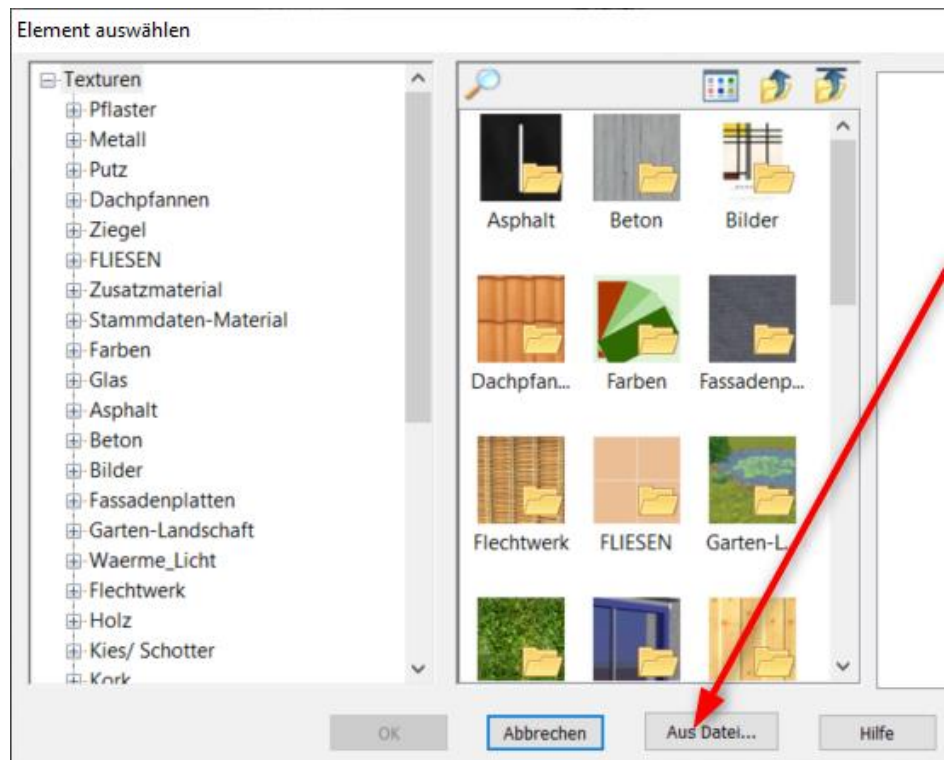 Element auswählen
Texturen
Pflaster
Metall
Putz
Dachpfannen
Ziegel
FLIESEN
Zusatzmaterial
Stammdaten-Material
Farben
Glas
Asphalt
Beton
Bilder
Fassadenplatten
Garten-Landschaft
Waerme_Licht
Flechtwerk
Holz
Kies/ Schotter
Kork
Asphalt Beton Bilder
Dachpfan... Farben Fassadenp...
Flechtwerk FLIESEN Garten-L...
OK Abbrechen Aus Datei... Hilfe